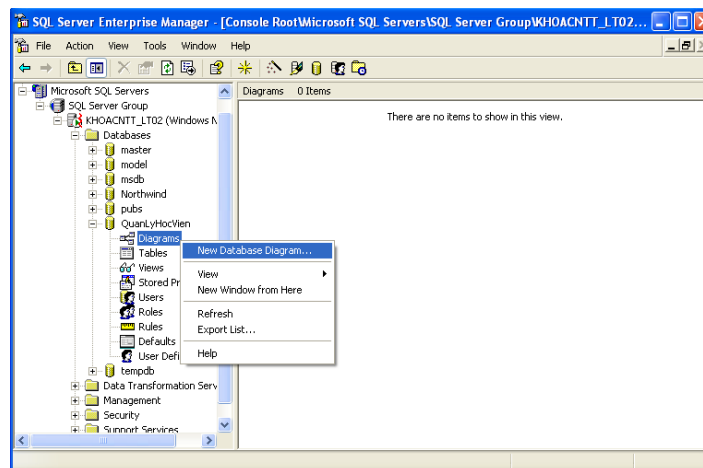 SQL Server Enterprise Manager - [Console Root\Microsoft SQL Servers\SQL Server Group\KHOACNTT_LT02...
File Action View Tools Window Help
Microsoft SQL Servers
SQL Server Group
KHOACNTT_LT02 (Windows N
Databases
master
model
msdb
Northwind
pubs
QuanLyHocVien
Diagrams
Tables
Views
Stored Pr
Users
Roles
Rules
Defaults
User Defi
tempdb
Data Transformation Serv
Management
Security
Support Services
Diagrams 0 Items
There are no items to show in this view.
New Database Diagram...
View
New Window from Here
Refresh
Export List...
Help